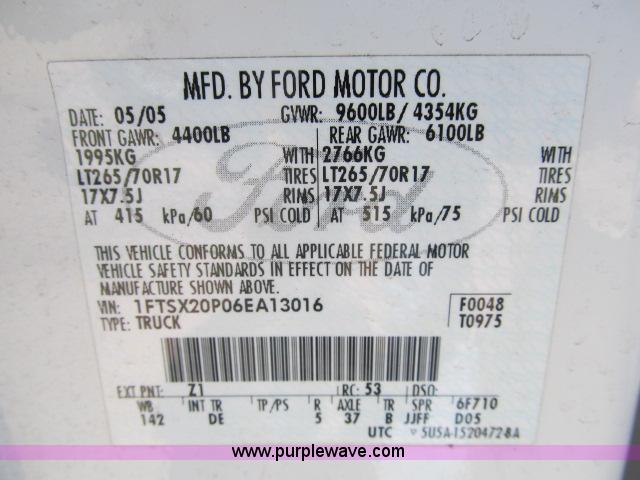 MFD. BY FORD MOTOR CO.
DATE: 05/05 GVWR: 9600LB/ 4354KG
FRONT GAWR: 4400LB REAR GAWR: 6100LB
1995KG WITH 2766KG WITH
LT265/70R17 TIRES LT265/70R17 TIRES
17X7.5J RIMS 17X7.5J RIMS
AT 415 kPa/60 PSI COLD AT 515 kPa/75 PSI COLD
Ford
THIS VEHICLE CONFORMS TO ALL APPLICABLE FEDERAL MOTOR
VEHICLE SAFETY STANDARDS IN EFFECT ON THE DATE OF
MANUFACTURE SHOWN ABOVE.
VIN: 1FTSX20P06EA13016 F0048
TYPE: TRUCK T0975
EXT PNT: Z1 RC: 53 DSO:
WB INT TR TP/PS R AXLE TR SPR 6F710
142 DE 5 37 B JJFF D05
UTC 5U5A-1520472-BA
www.purplewave.com